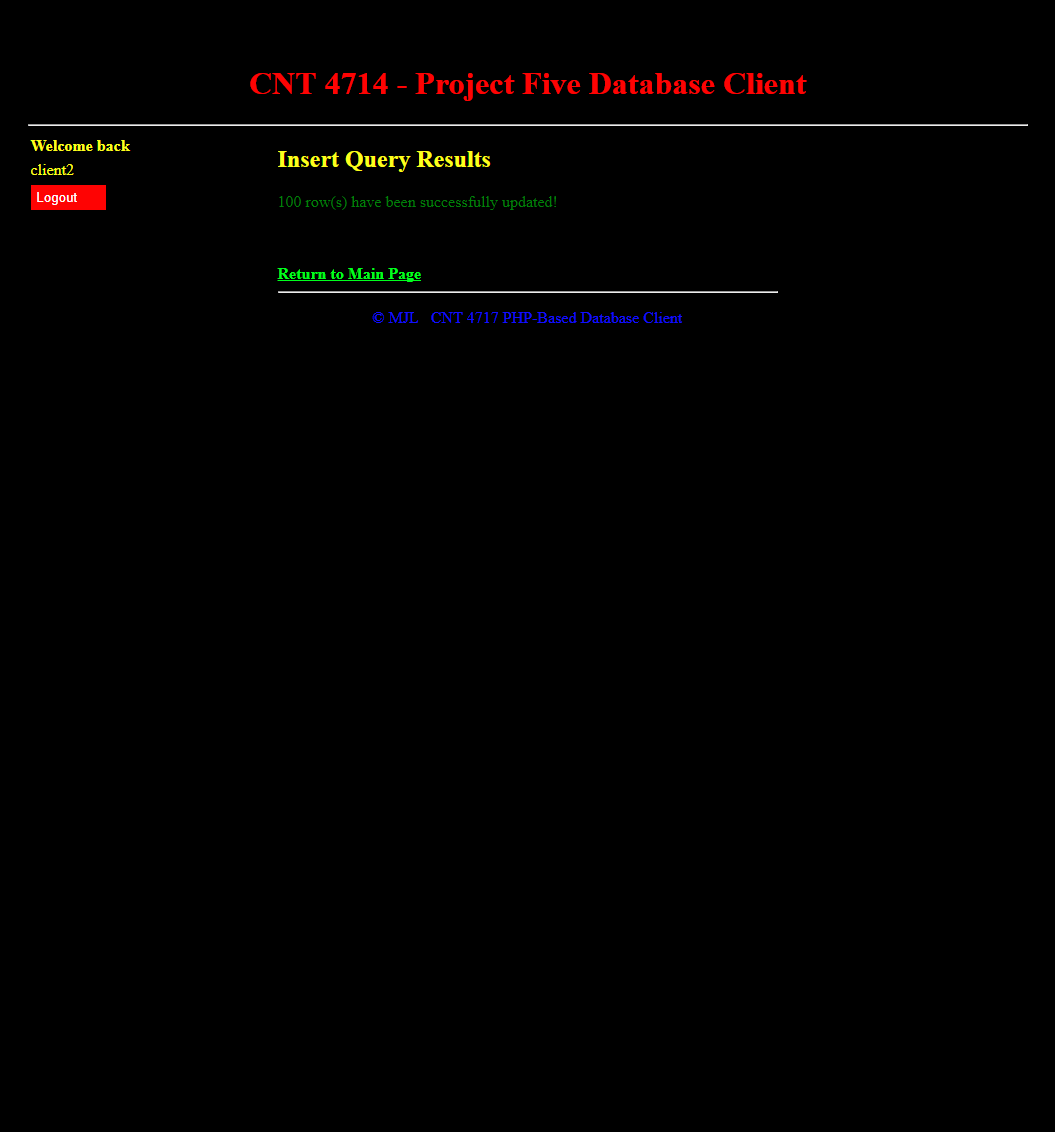 CNT 4714 - Project Five Database Client
Welcome back
client2
Logout
Insert Query Results
100 row(s) have been successfully updated!
Return to Main Page
© MJL CNT 4717 PHP-Based Database Client